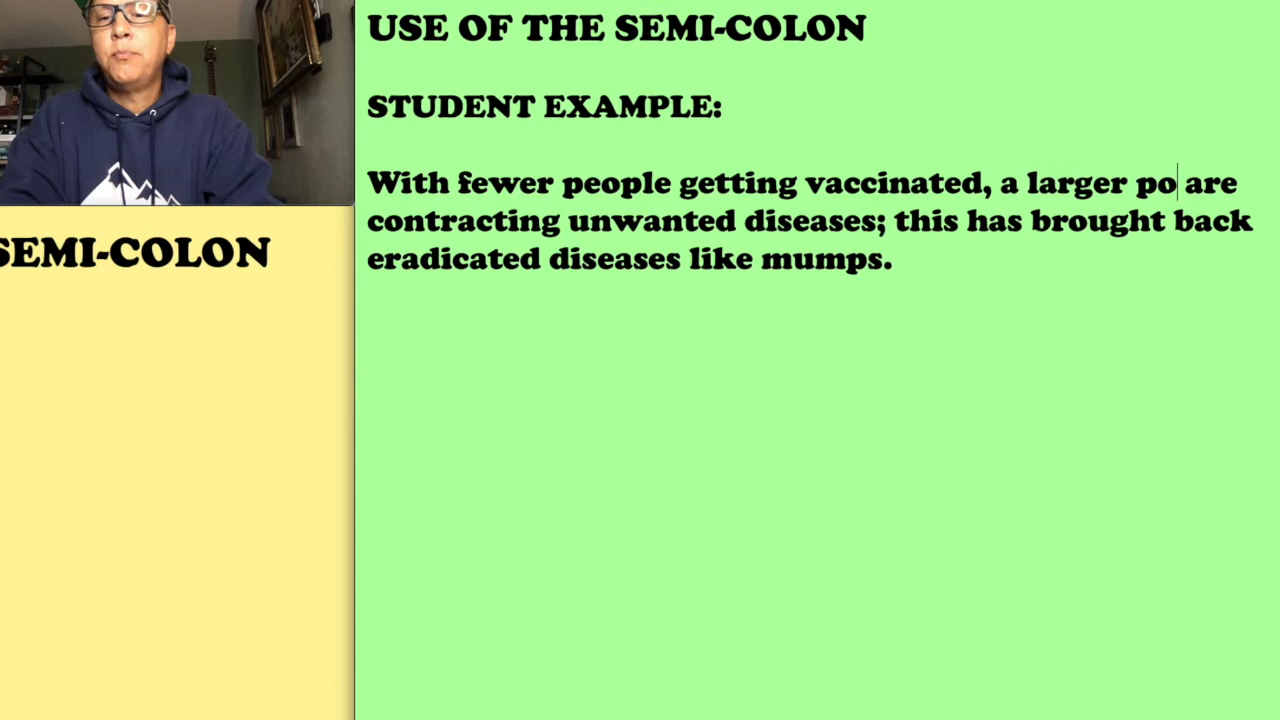 USE OF THE SEMI-COLON
STUDENT EXAMPLE:
With fewer people getting vaccinated, a larger po are
contracting unwanted diseases; this has brought back
eradicated diseases like mumps.
SEMI-COLON